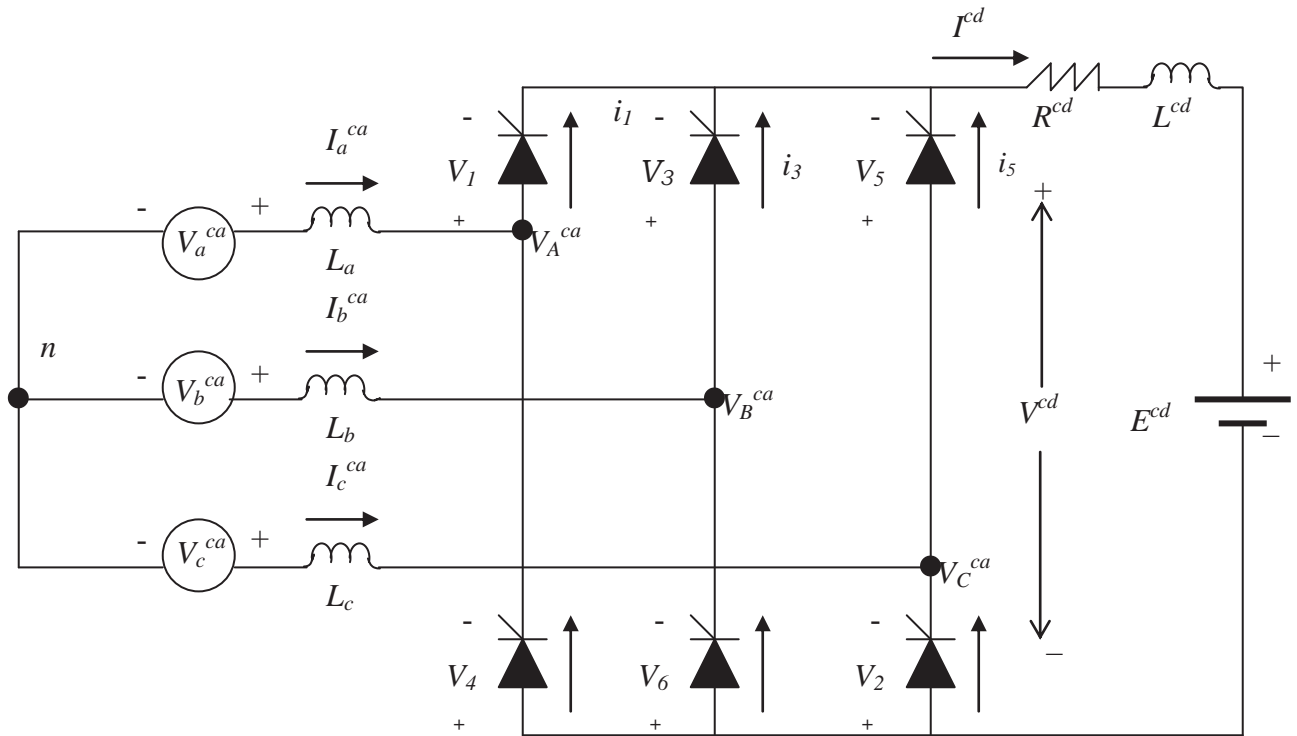 I^cd
R^cd
L^cd
i_1
I_a^ca
- V_1 +
- V_3 +
i_3
- V_5 +
i_5
- V_a^ca +
L_a
V_A^ca
I_b^ca
n
- V_b^ca +
L_b
V_B^ca
+ V^cd −
E^cd
+
−
I_c^ca
- V_c^ca +
L_c
V_C^ca
- V_4 +
- V_6 +
- V_2 +